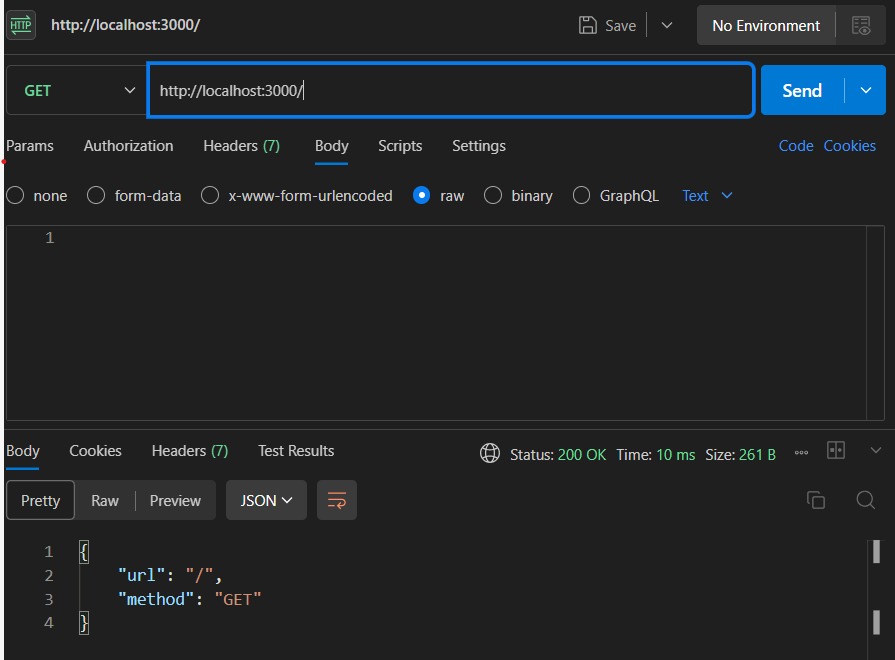 HTTP http://localhost:3000/ Save No Environment
GET http://localhost:3000/ Send
Params Authorization Headers (7) Body Scripts Settings Code Cookies
none form-data x-www-form-urlencoded raw binary GraphQL Text
1
Body Cookies Headers (7) Test Results Status: 200 OK Time: 10 ms Size: 261 B
Pretty Raw Preview JSON
1 {
2 "url": "/",
3 "method": "GET"
4 }